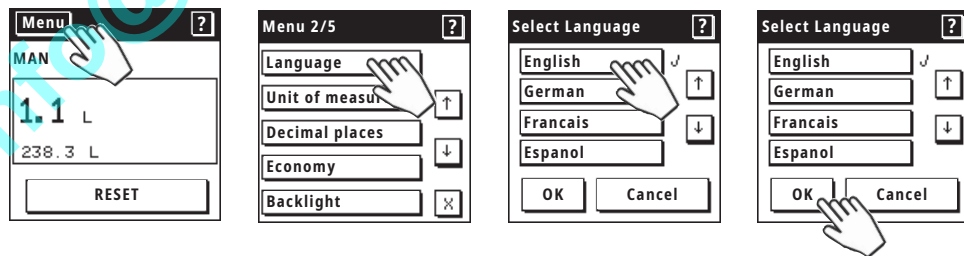 Menu ?
MAN
1.1 L
238.3 L
RESET
Menu 2/5 ?
Language
Unit of measur
Decimal places
↑
↓
Economy
Backlight X
Select Language ?
English
German
Francais
Espanol
↑
↓
OK Cancel
Select Language ?
English
German
Francais
Espanol
↑
↓
OK Cancel